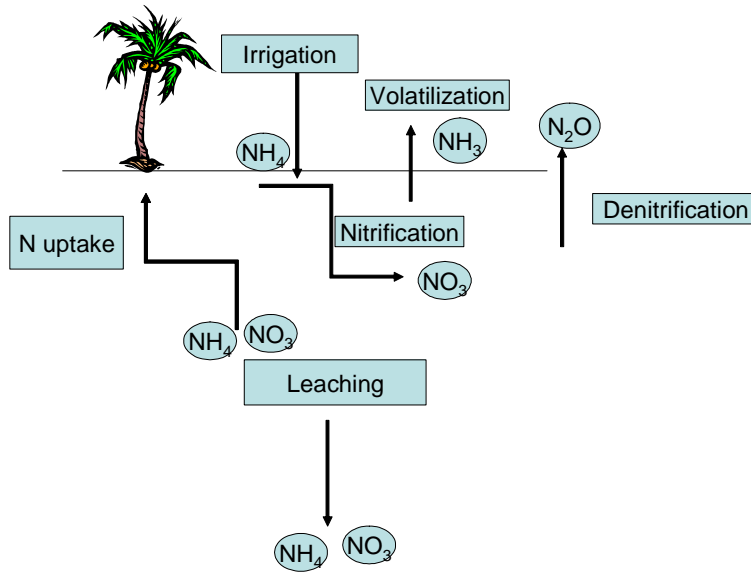 Irrigation
Volatilization
N₂O
NH₄
NH₃
Denitrification
N uptake
Nitrification
NO₃
NH₄
NO₃
Leaching
NH₄
NO₃